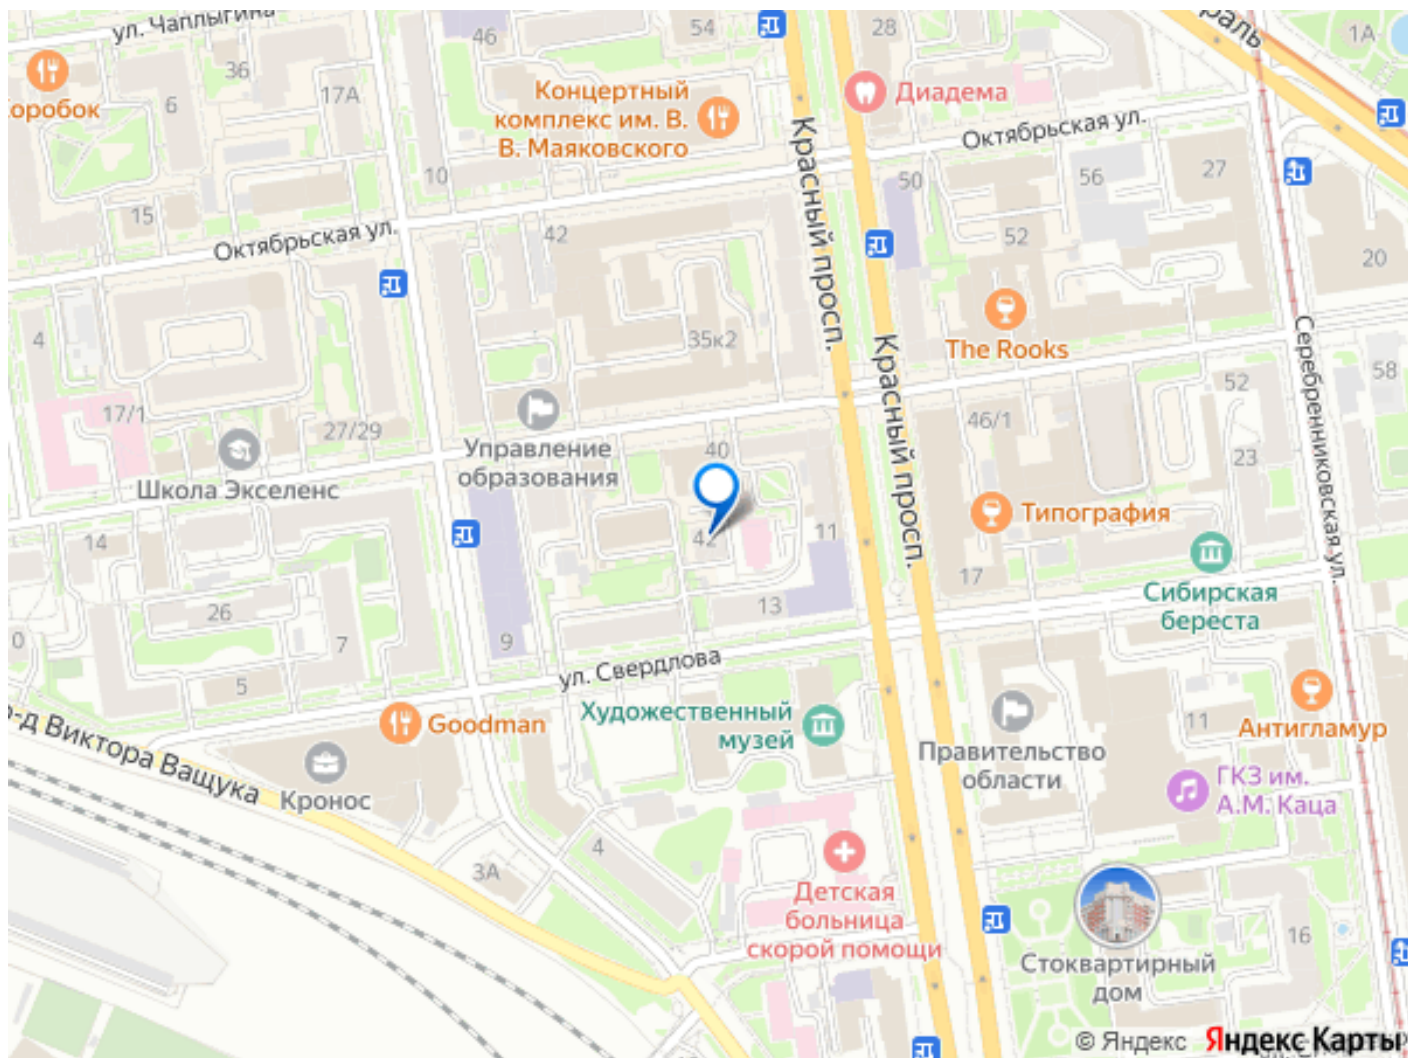 ул. Чаплыгина
46
54
28
раль
1А
36
17А
6
оробок
Концертный
комплекс им. В.
В. Маяковского
Диадема
Октябрьская ул.
Красный просп.
10
50
56
27
15
Октябрьская ул.
42
52
20
4
35к2
The Rooks
Красный просп.
Серебренниковская ул.
52
58
17/1
27/29
Управление
образования
40
46/1
23
Школа Экселенс
Типография
14
42
11
17
Сибирская
береста
26
13
0
7
9
5
ул. Свердлова
р-д Виктора Ващука
Goodman
Художественный
музей
Правительство
области
11
Антигламур
Кронос
ГКЗ им.
А.М. Каца
4
3А
Детская
больница
скорой помощи
Стоквартирный
дом
16
© Яндекс Яндекс Карты